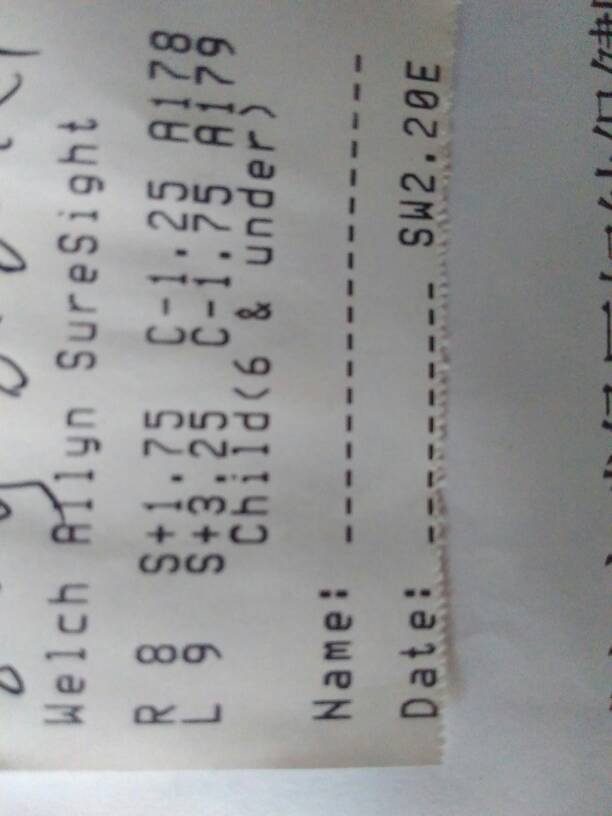 Welch Allyn SureSight
R 8 S+1.75 C-1.25 A178
L 9 S+3.25 C-1.75 A179
Child(6 & under)
Name: ------------------
Date: ---------- SW2.20E